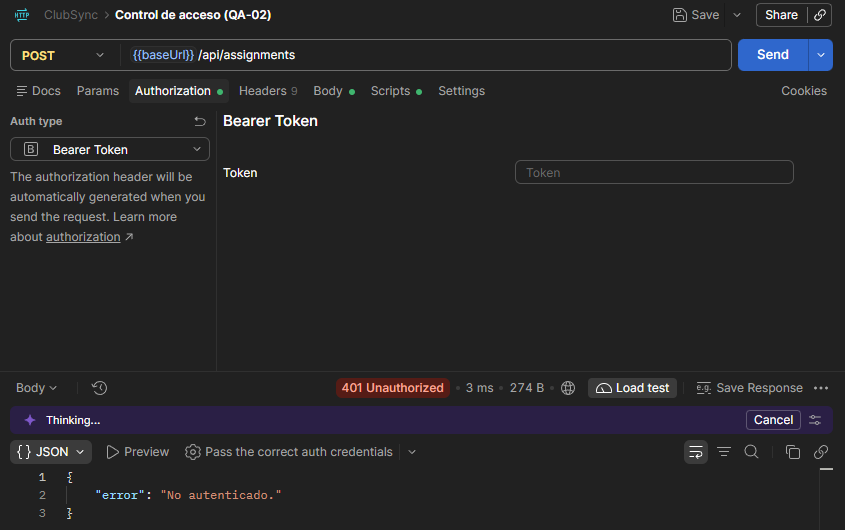 HTTP ClubSync > Control de acceso (QA-02) Save Share
POST {{baseUrl}} /api/assignments Send
Docs Params Authorization Headers 9 Body Scripts Settings Cookies
Auth type
B Bearer Token
The authorization header will be
automatically generated when you
send the request. Learn more
about authorization ↗
Bearer Token
Token Token
Body 401 Unauthorized • 3 ms • 274 B • Load test e.g. Save Response
Thinking... Cancel
{} JSON Preview Pass the correct auth credentials
1 {
2 "error": "No autenticado."
3 }